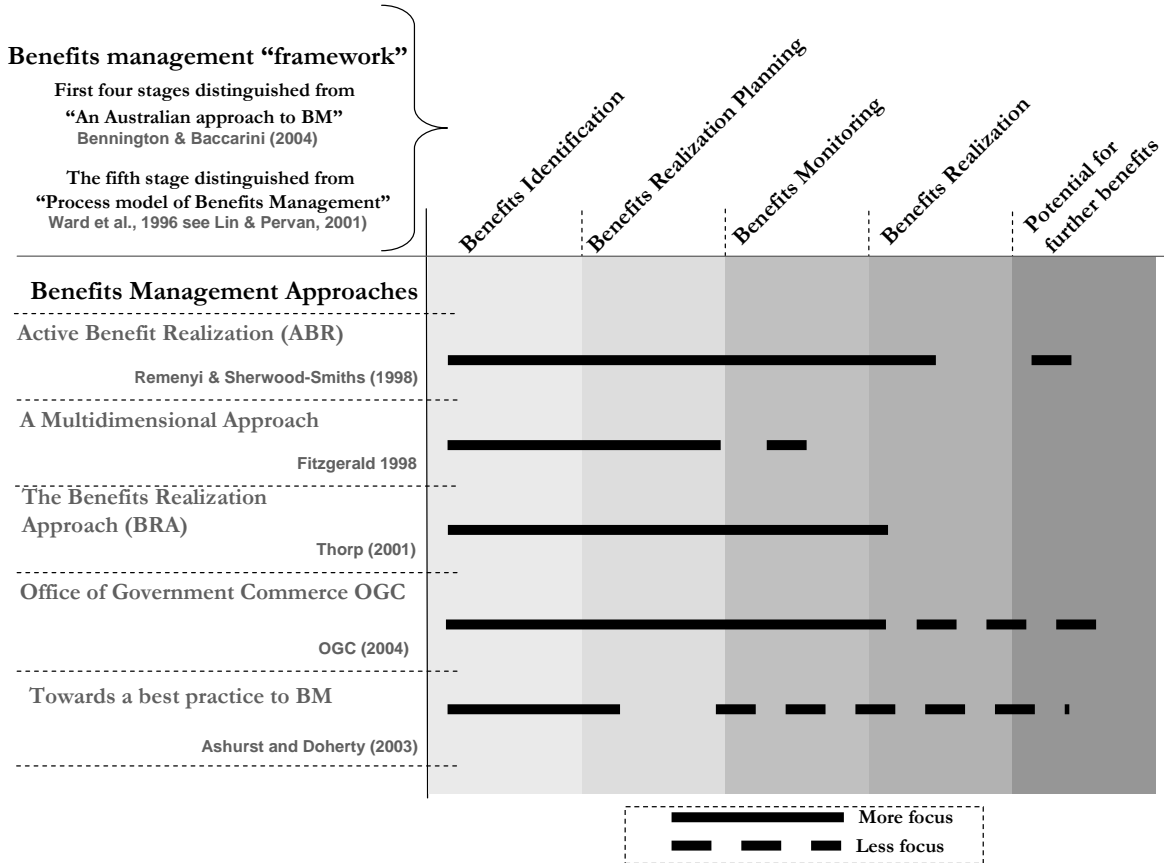 Benefits management “framework”
First four stages distinguished from
“An Australian approach to BM”
Bennington & Baccarini (2004)
The fifth stage distinguished from
“Process model of Benefits Management”
Ward et al., 1996 see Lin & Pervan, 2001)
Benefits Identification
Benefits Realization Planning
Benefits Monitoring
Benefits Realization
Potential for
further benefits
Benefits Management Approaches
Active Benefit Realization (ABR)
Remenyi & Sherwood-Smiths (1998)
A Multidimensional Approach
Fitzgerald 1998
The Benefits Realization
Approach (BRA)
Thorp (2001)
Office of Government Commerce OGC
OGC (2004)
Towards a best practice to BM
Ashurst and Doherty (2003)
More focus
Less focus